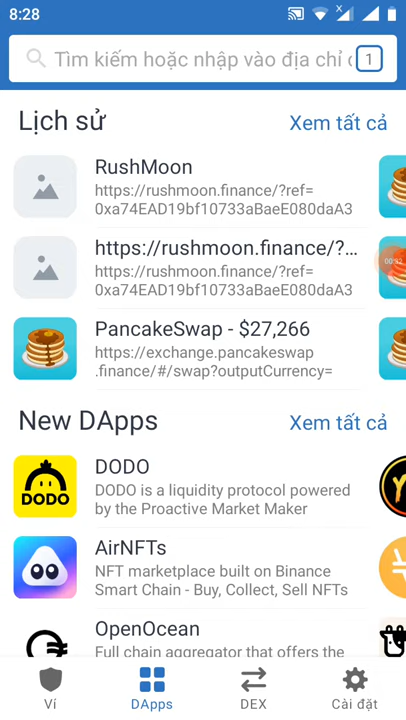 8:28
Tìm kiếm hoặc nhập vào địa chỉ
1
Lịch sử
Xem tất cả
RushMoon
https://rushmoon.finance/?ref=
0xa74EAD19bf10733aBaeE080daA3
https://rushmoon.finance/?...
https://rushmoon.finance/?ref=
0xa74EAD19bf10733aBaeE080daA3
00:32
PancakeSwap - $27,266
https://exchange.pancakeswap
.finance/#/swap?outputCurrency=
New DApps
Xem tất cả
DODO
DODO is a liquidity protocol powered
by the Proactive Market Maker
DODO
AirNFTs
NFT marketplace built on Binance
Smart Chain - Buy, Collect, Sell NFTs
OpenOcean
Full chain aggregator that offers the
Ví
DApps
DEX
Cài đặt